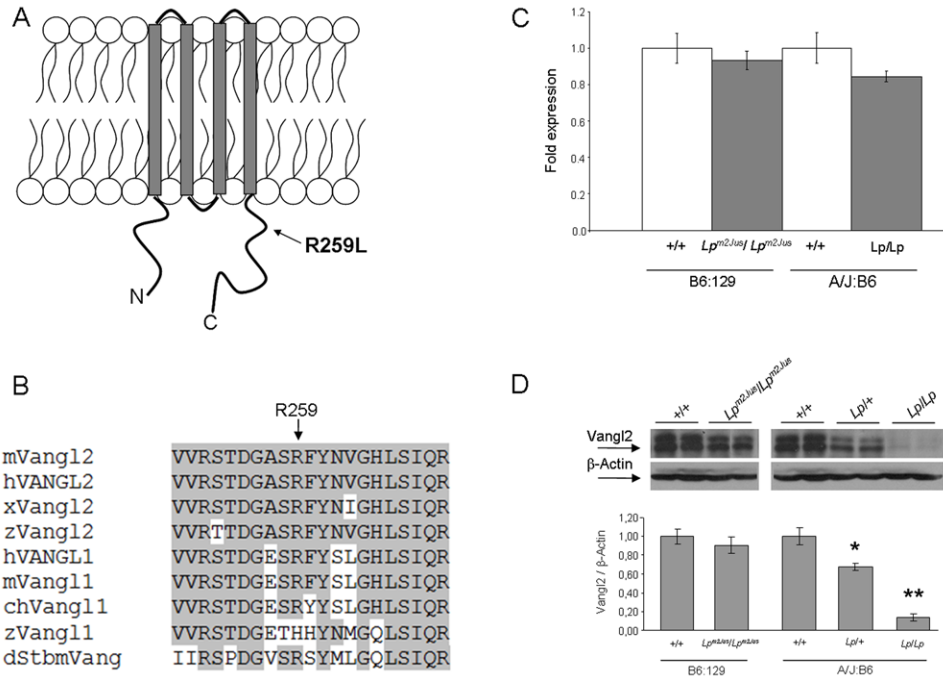 A
R259L
N
C
B
R259
mVangl2 VVRSTDGASRFYNVGHLSIQR
hVANGL2 VVRSTDGASRFYNVGHLSIQR
xVangl2 VVRSTDGASRFYNIGHLSIQR
zVangl2 VVRTTDGASRFYNVGHLSIQR
hVANGL1 VVRSTDGESRFYSLGHLSIQR
mVangl1 VVRSTDGESRFYSLGHLSIQR
chVangl1 VVRSTDGESRYYSLGHLSIQR
zVangl1 VVRSTDGETHHYNMGQLSIQR
dStbmVang IIRSPDGVSRSYMLGQLSIQR
C
Fold expression
1.2
1.0
0.8
0.6
0.4
0.2
0.0
+/+ Lp^m2Jus/ Lp^m2Jus +/+ Lp/Lp
B6:129 A/J:B6
D
+/+ Lp^m2Jus/Lp^m2Jus +/+ Lp/+ Lp/Lp
Vangl2
β-Actin
Vangl2 / β-Actin
1,20
1,00
0,80
0,60
0,40
0,20
0,00
*
**
+/+ Lp^m2Jus/Lp^m2Jus +/+ Lp/+ Lp/Lp
B6:129 A/J:B6